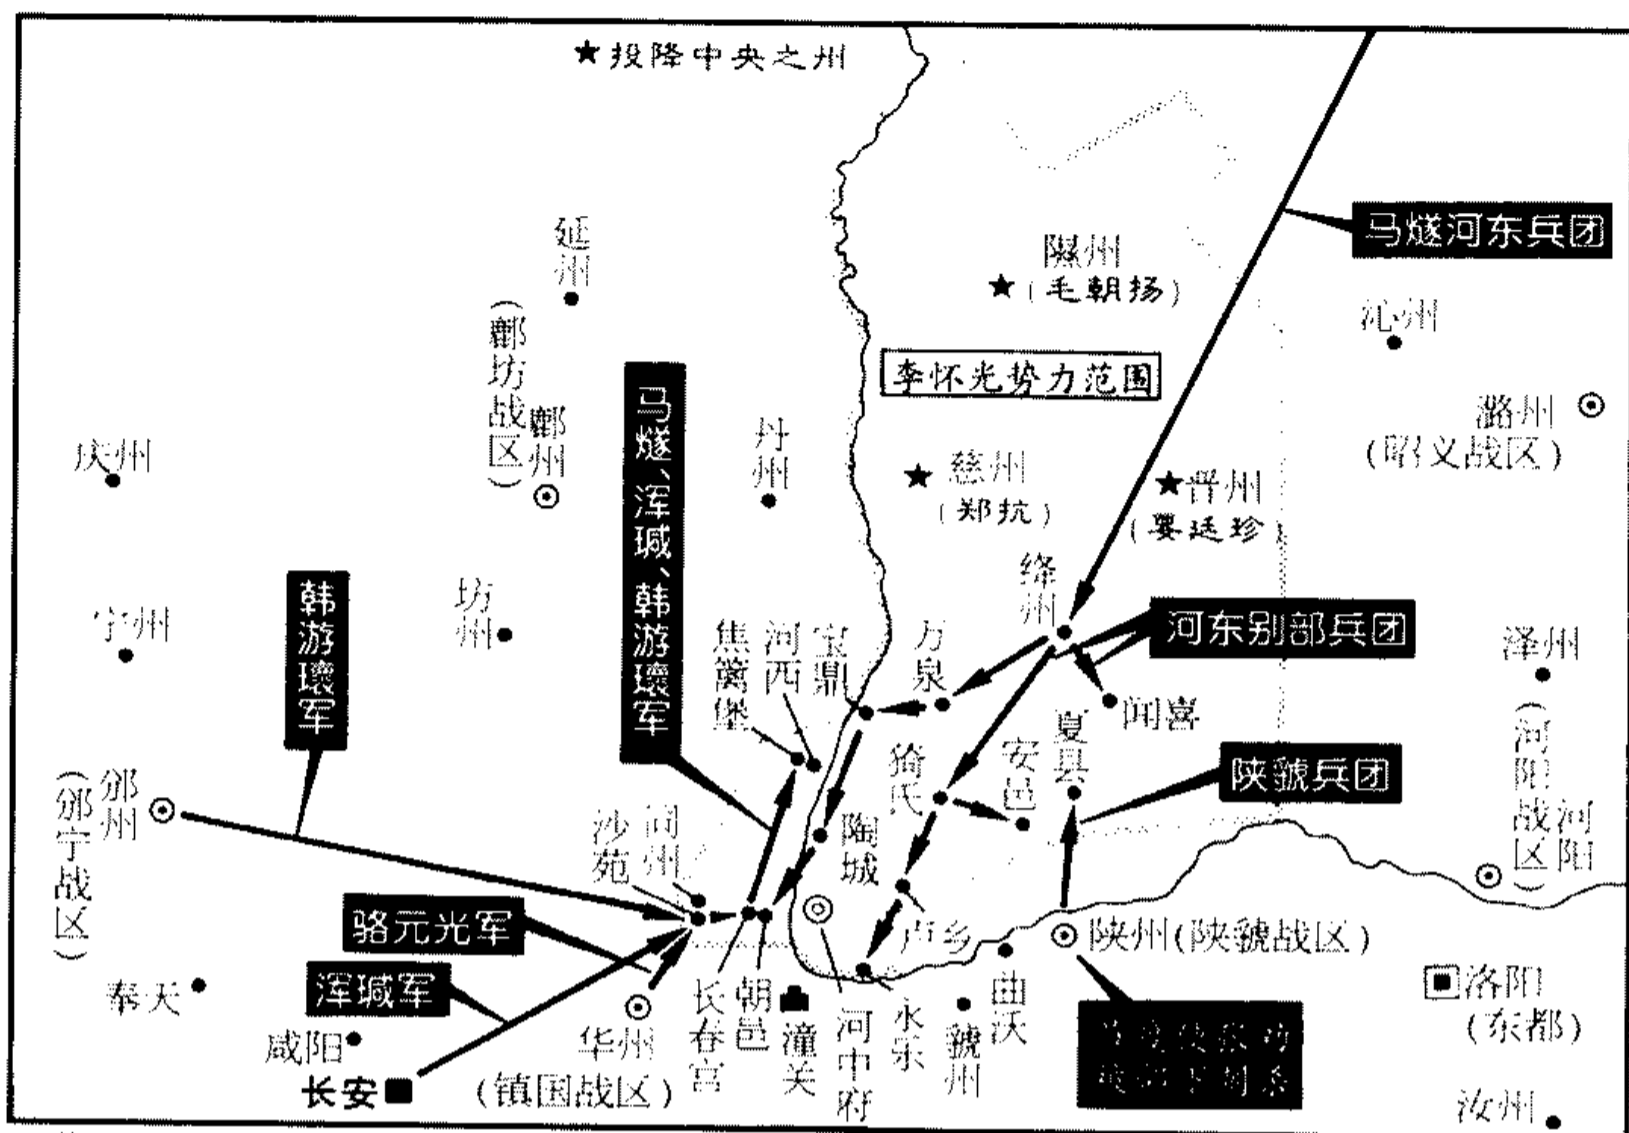 ★投降中央之州
马燧河东兵团
延州
(鄜坊战区)
鄜州
隰州
★(毛朝扬)
沁州
李怀光势力范围
潞州
(昭义战区)
庆州
丹州
马燧、浑瑊、韩游瓌军
★慈州
(郑抗)
★晋州
(要廷珍)
宁州
韩游瓌军
坊州
焦篱堡
河西
宝鼎
万泉
绛州
河东别部兵团
闻喜
泽州
(河阳战区)
河阳
邠州
(邠宁战区)
沙苑
同州
陶城
猗氏
安邑
夏县
陕虢兵团
骆元光军
浑瑊军
奉天
咸阳
长安
华州
(镇国战区)
长春宫
朝邑
潼关
河中府
卢乡
永乐
虢州
曲沃
陕州(陕虢战区)
洛阳
(东都)
汝州